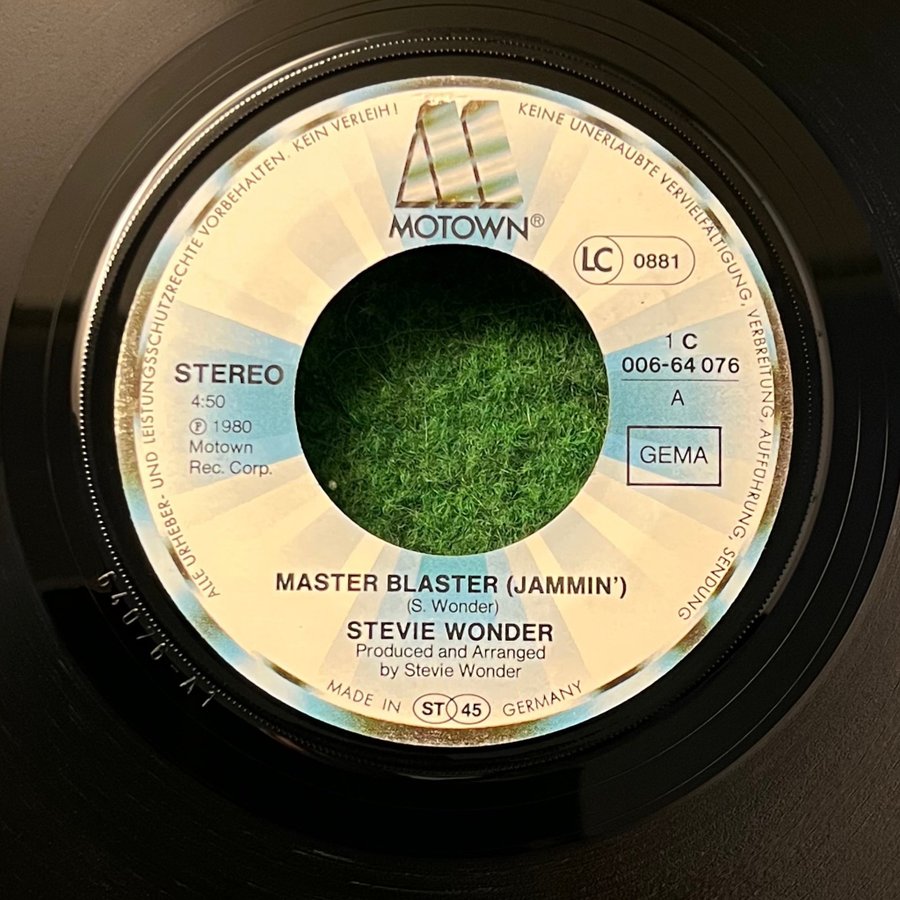 ALLE URHEBER- UND LEISTUNGSSCHUTZRECHTE VORBEHALTEN. KEIN VERLEIH!
KEINE UNERLAUBTE VERVIELFÄLTIGUNG, VERBREITUNG, AUFFÜHRUNG, SENDUNG
MOTOWN®
LC 0881
STEREO
4:50
℗ 1980
Motown
Rec. Corp.
1 C
006-64 076
A
GEMA
MASTER BLASTER (JAMMIN')
(S. Wonder)
STEVIE WONDER
Produced and Arranged
by Stevie Wonder
MADE IN ST 45 GERMANY